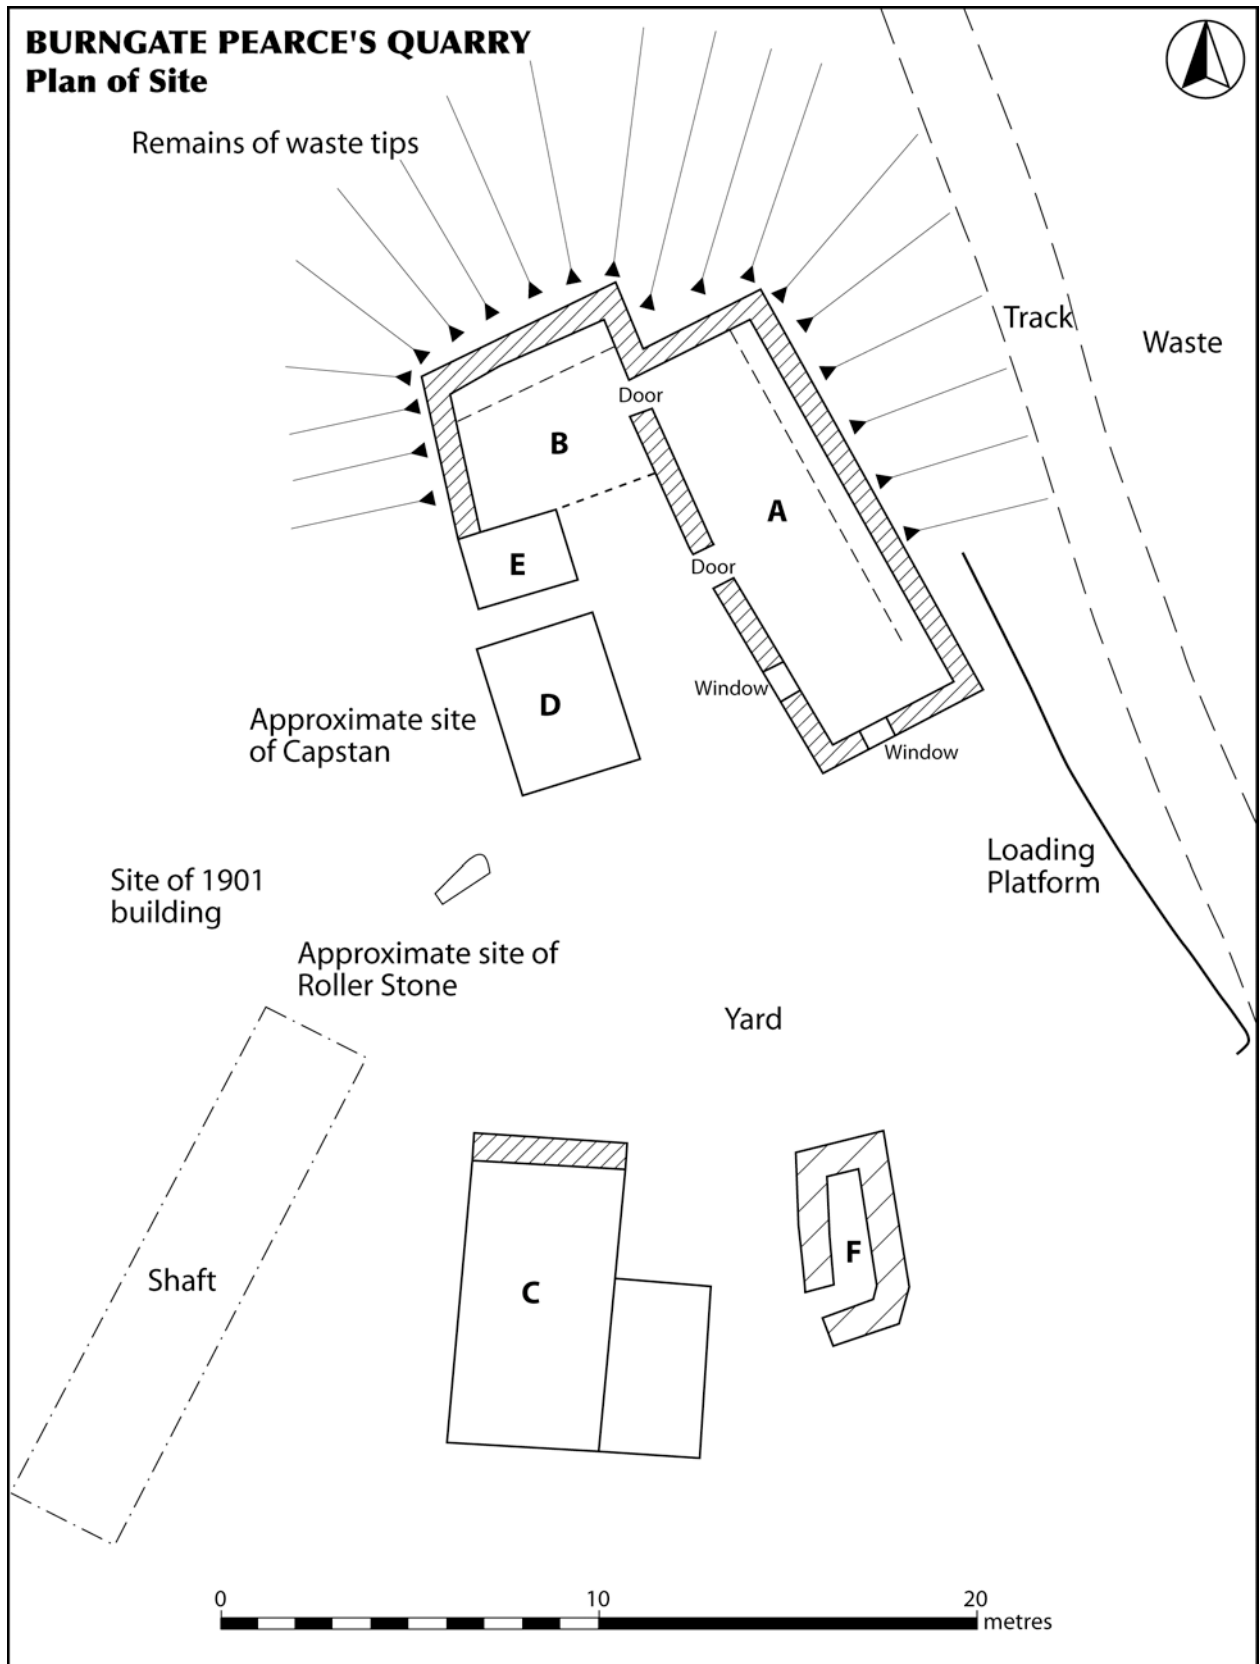 BURNGATE PEARCE'S QUARRY
Plan of Site
Remains of waste tips
Track
Waste
Door
B
A
Door
E
Window
D
Approximate site
of Capstan
Window
Loading
Platform
Site of 1901
building
Approximate site of
Roller Stone
Yard
Shaft
C
F
0
10
20
metres